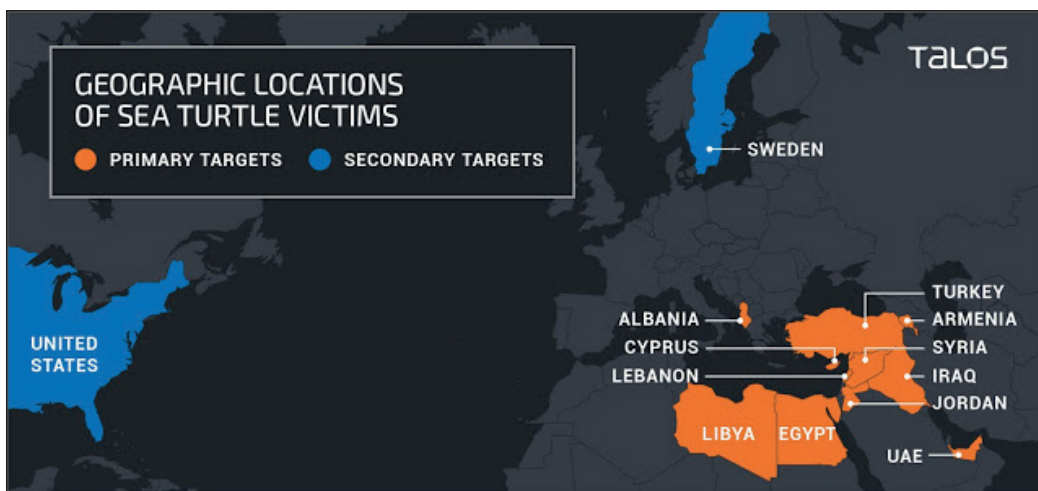 TALOS
GEOGRAPHIC LOCATIONS
OF SEA TURTLE VICTIMS
PRIMARY TARGETS
SECONDARY TARGETS
SWEDEN
UNITED
STATES
ALBANIA
CYPRUS
LEBANON
TURKEY
ARMENIA
SYRIA
IRAQ
JORDAN
LIBYA
EGYPT
UAE